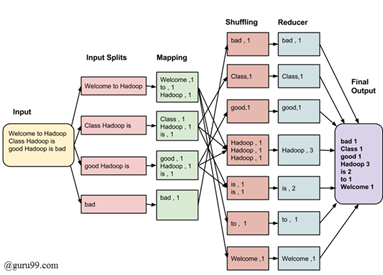 Shuffling
Reducer
Input Splits
Mapping
Final
Output
Input
Welcome to Hadoop
Class Hadoop is
good Hadoop is bad
Welcome to Hadoop
Class Hadoop is
good Hadoop is
bad
Welcome ,1
to , 1
Hadoop , 1
Class , 1
Hadoop , 1
is , 1
good , 1
Hadoop , 1
is , 1
bad , 1
bad , 1
Class,1
good,1
Hadoop , 1
Hadoop , 1
Hadoop , 1
is , 1
is , 1
to , 1
Welcome ,1
bad , 1
Class,1
good,1
Hadoop , 3
is , 2
to , 1
Welcome ,1
bad 1
Class 1
good 1
Hadoop 3
is 2
to 1
Welcome 1
@guru99.com